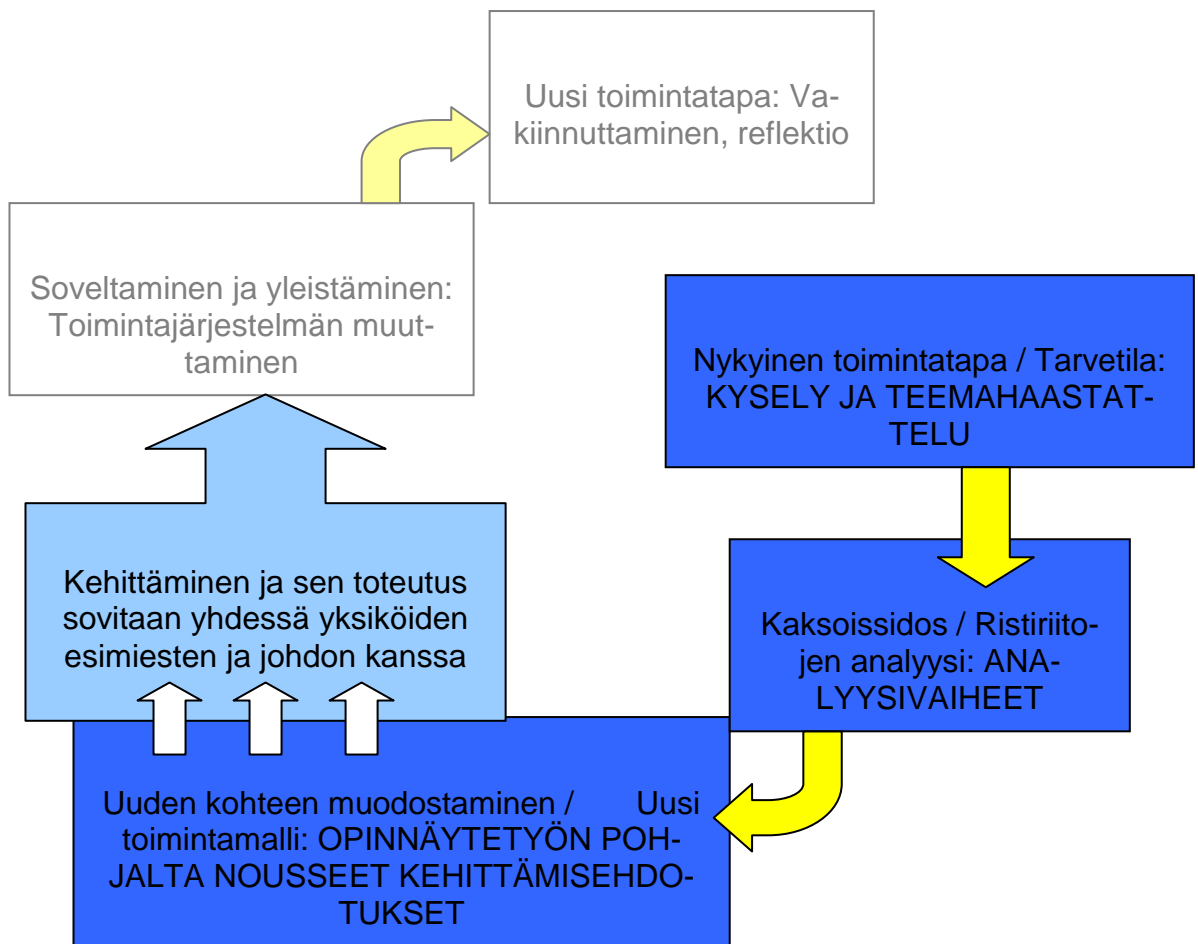 Uusi toimintatapa: Va-
kiinnuttaminen, reflektio
Soveltaminen ja yleistäminen:
Toimintajärjestelmän muut-
taminen
Nykyinen toimintatapa / Tarvetila:
KYSELY JA TEEMAHAASTAT-
TELU
Kehittäminen ja sen toteutus
sovitaan yhdessä yksiköiden
esimiesten ja johdon kanssa
Kaksoissidos / Ristiriito-
jen analyysi: ANA-
LYYSIVAIHEET
Uuden kohteen muodostaminen / Uusi
toimintamalli: OPINNÄYTETYÖN POH-
JALTA NOUSSEET KEHITTÄMISEHDO-
TUKSET